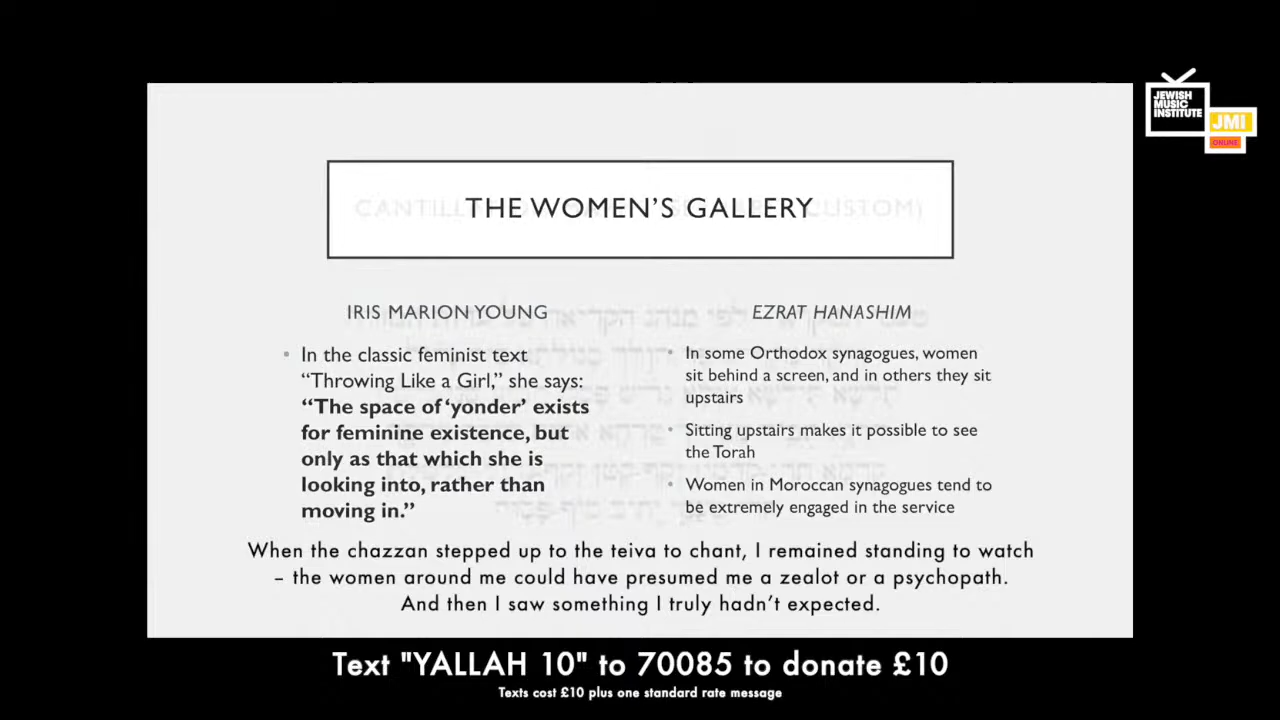 JEWISH
MUSIC
INSTITUTE
JMI
ONLINE
THE WOMEN'S GALLERY
IRIS MARION YOUNG
• In the classic feminist text
“Throwing Like a Girl,” she says:
“The space of ‘yonder’ exists
for feminine existence, but
only as that which she is
looking into, rather than
moving in.”
EZRAT HANASHIM
• In some Orthodox synagogues, women
sit behind a screen, and in others they sit
upstairs
• Sitting upstairs makes it possible to see
the Torah
• Women in Moroccan synagogues tend to
be extremely engaged in the service
When the chazzan stepped up to the teiva to chant, I remained standing to watch
– the women around me could have presumed me a zealot or a psychopath.
And then I saw something I truly hadn't expected.
Text "YALLAH 10" to 70085 to donate £10
Texts cost £10 plus one standard rate message